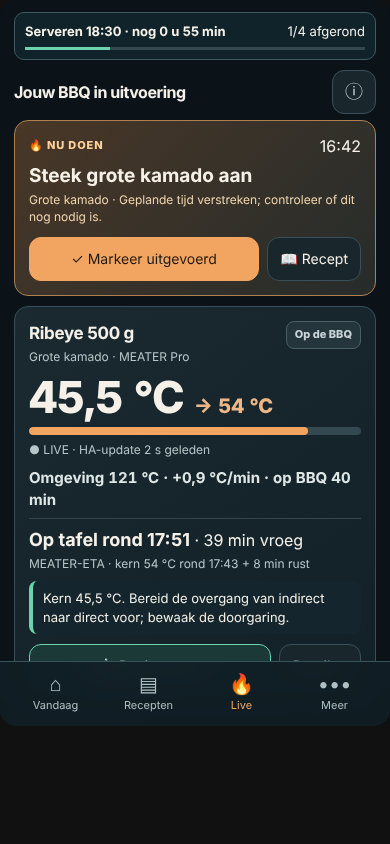 Serveren 18:30 · nog 0 u 55 min
1/4 afgerond
Jouw BBQ in uitvoering
ⓘ
🔥 NU DOEN
16:42
Steek grote kamado aan
Grote kamado · Geplande tijd verstreken; controleer of dit
nog nodig is.
✓ Markeer uitgevoerd
📖 Recept
Ribeye 500 g
Op de BBQ
Grote kamado · MEATER Pro
45,5 °C → 54 °C
● LIVE · HA-update 2 s geleden
Omgeving 121 °C · +0,9 °C/min · op BBQ 40
min
Op tafel rond 17:51 · 39 min vroeg
MEATER-ETA · kern 54 °C rond 17:43 + 8 min rust
Kern 45,5 °C. Bereid de overgang van indirect
naar direct voor; bewaak de doorgaring.
Vandaag
Recepten
Live
Meer